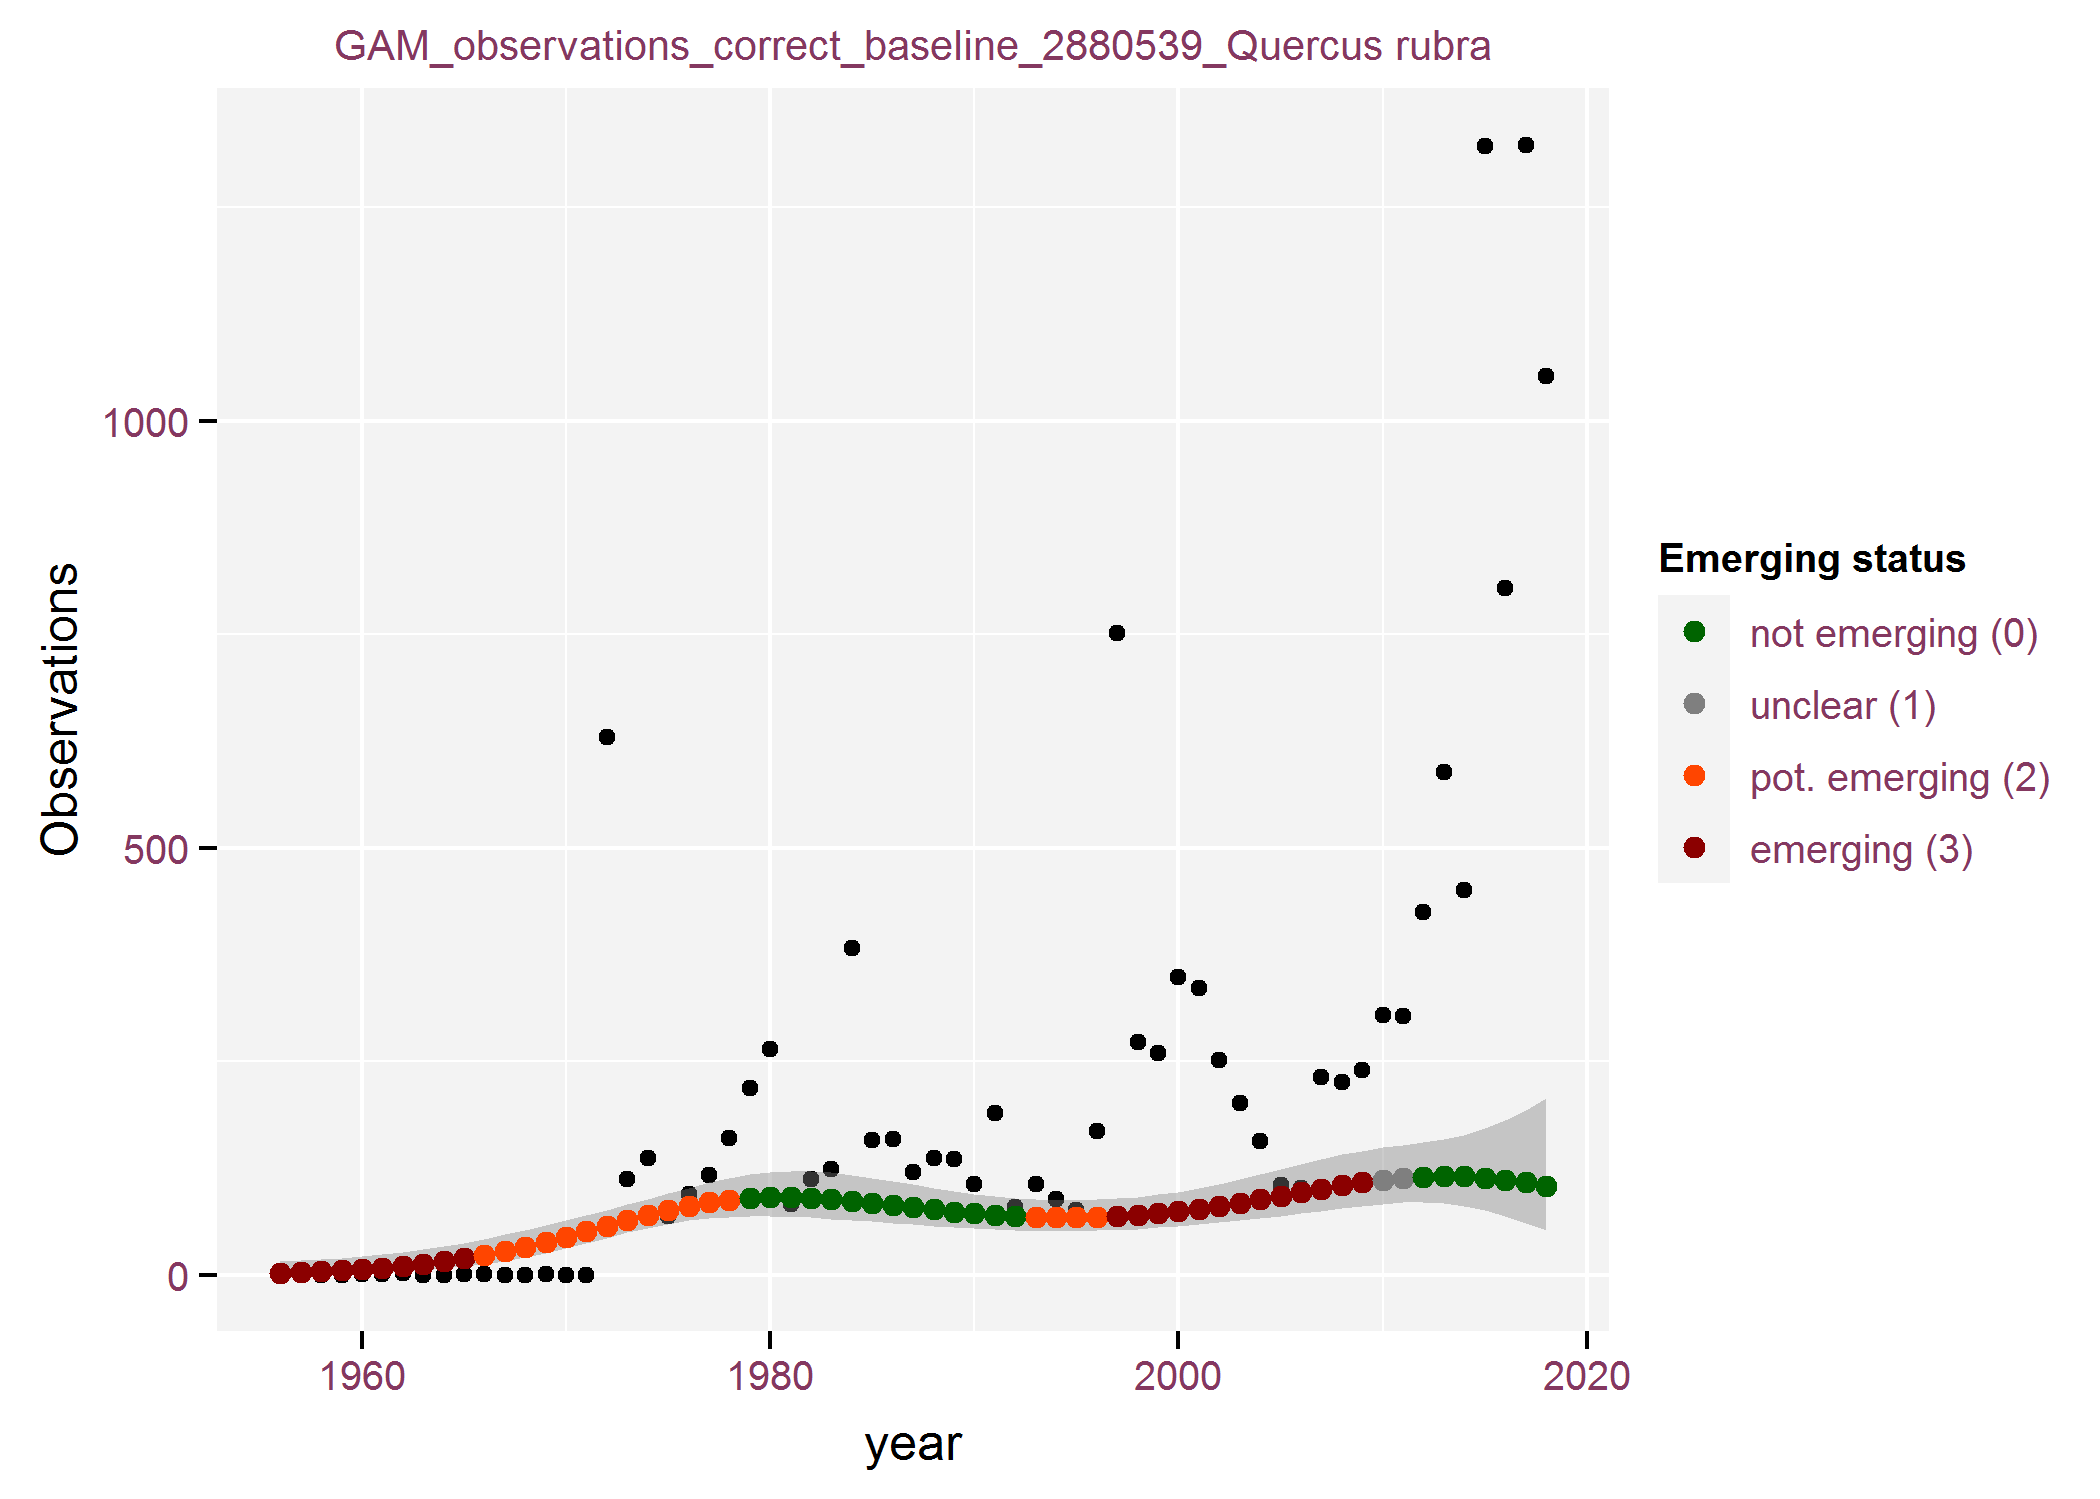 GAM_observations_correct_baseline_2880539_Quercus rubra
Observations
1000
500
0
1960
1980
2000
2020
year
Emerging status
not emerging (0)
unclear (1)
pot. emerging (2)
emerging (3)